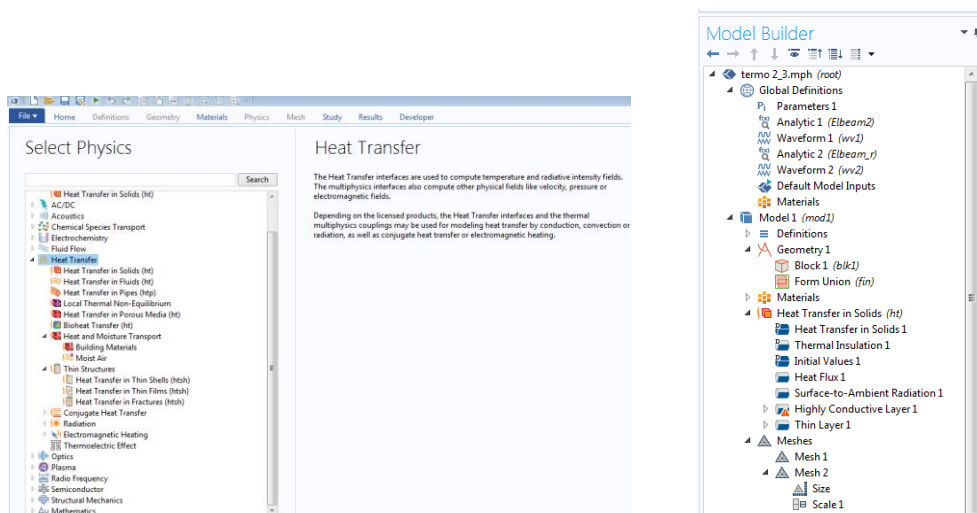 File Home Definitions Geometry Materials Physics Mesh Study Results Developer
Select Physics
Search
Heat Transfer in Solids (ht)
AC/DC
Acoustics
Chemical Species Transport
Electrochemistry
Fluid Flow
Heat Transfer
Heat Transfer in Solids (ht)
Heat Transfer in Fluids (ht)
Heat Transfer in Pipes (htp)
Local Thermal Non-Equilibrium
Heat Transfer in Porous Media (ht)
Bioheat Transfer (ht)
Heat and Moisture Transport
Building Materials
Moist Air
Thin Structures
Heat Transfer in Thin Shells (htsh)
Heat Transfer in Thin Films (htsh)
Heat Transfer in Fractures (htsh)
Conjugate Heat Transfer
Radiation
Electromagnetic Heating
Thermoelectric Effect
Optics
Plasma
Radio Frequency
Semiconductor
Structural Mechanics
Δu Mathematics
Heat Transfer
The Heat Transfer interfaces are used to compute temperature and radiative intensity fields.
The multiphysics interfaces also compute other physical fields like velocity, pressure or
electromagnetic fields.
Depending on the licensed products, the Heat Transfer interfaces and the thermal
multiphysics couplings may be used for modeling heat transfer by conduction, convection or
radiation, as well as conjugate heat transfer or electromagnetic heating.
Model Builder
termo 2_3.mph (root)
Global Definitions
Pi Parameters 1
Analytic 1 (Elbeam2)
Waveform 1 (wv1)
Analytic 2 (Elbeam_r)
Waveform 2 (wv2)
Default Model Inputs
Materials
Model 1 (mod1)
Definitions
Geometry 1
Block 1 (blk1)
Form Union (fin)
Materials
Heat Transfer in Solids (ht)
Heat Transfer in Solids 1
Thermal Insulation 1
Initial Values 1
Heat Flux 1
Surface-to-Ambient Radiation 1
Highly Conductive Layer 1
Thin Layer 1
Meshes
Mesh 1
Mesh 2
Size
Scale 1